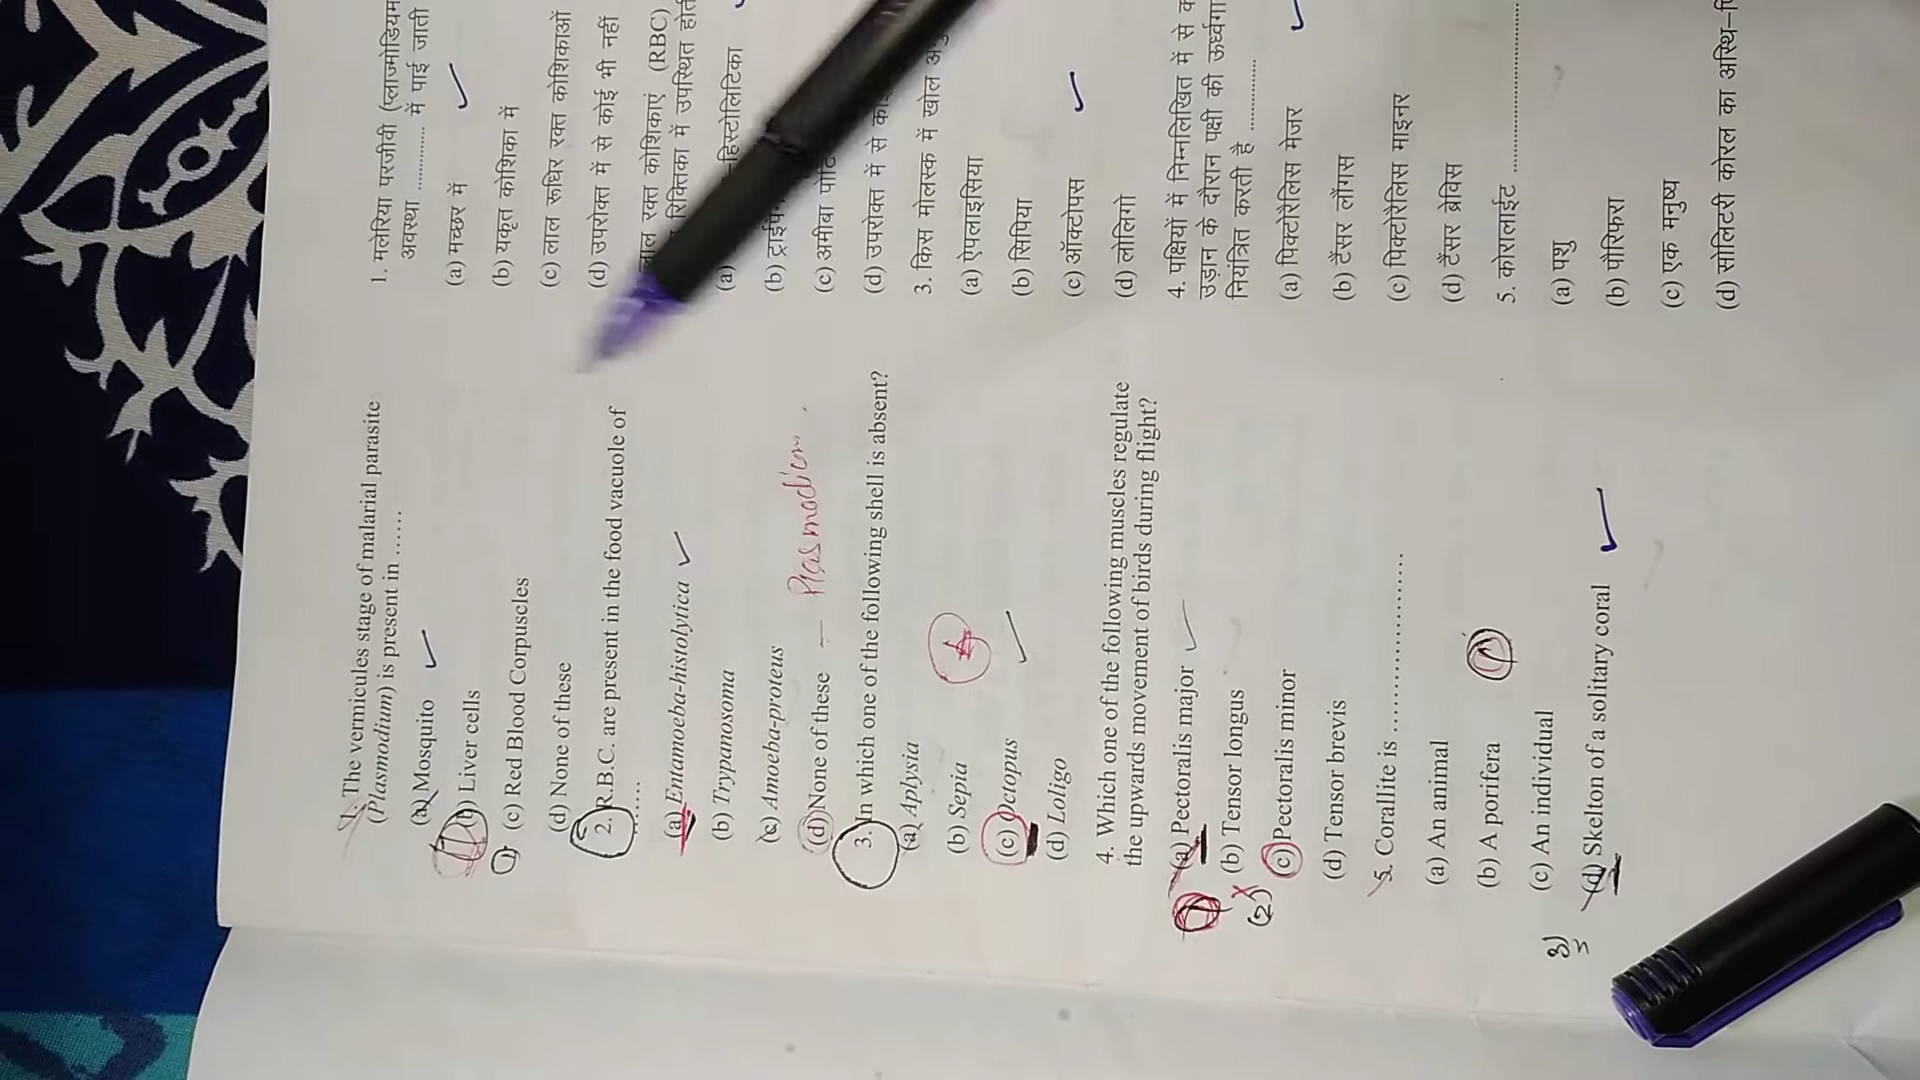 1. The vermicules stage of malarial parasite
(Plasmodium) is present in ......
(a) Mosquito
(b) Liver cells
(c) Red Blood Corpuscles
(d) None of these
2. R.B.C. are present in the food vacuole of
......
(a) Entamoeba-histolytica
(b) Trypanosoma
(c) Amoeba-proteus
(d) None of these – Plasmodium
3. In which one of the following shell is absent?
(a) Aplysia
(b) Sepia
(c) Octopus
(d) Loligo
4. Which one of the following muscles regulate
the upwards movement of birds during flight?
(a) Pectoralis major
(b) Tensor longus
(2)
(c) Pectoralis minor
(d) Tensor brevis
5. Corallite is ........................
(a) An animal
(b) A porifera
(c) An individual
(d) Skelton of a solitary coral
1. मलेरिया परजीवी
अवस्था ............ में पाई जाती
(a) मच्छर में
(b) यकृत कोशिका में
(c) लाल रूधिर रक्त कोशिकाओं
(d) उपरोक्त में से कोई भी नहीं
लाल रक्त कोशिकाएं (RBC)
रिक्तिका में उपस्थित
(a)
(b)
(c) अमीबा
(d) उपरोक्त में से
3. किस मोलस्क में खोल
(a) ऐपलाइसिया
(b) सिपिया
(c) ऑक्टोपस
(d) लोलिगो
4. पक्षियों में निम्नलिखित में से
उड़ान के दौरान पक्षी की
नियंत्रित करती है ............
(a) पिक्टोरैलिस मेजर
(b) टैंसर लौंगस
(c) पिक्टोरैलिस माइनर
(d) टैंसर ब्रेविस
5. कोरालाईट ........................
(a) पशु
(b) पौरिफरा
(c) एक मनुष्य
(d) सोलिटरी कोरल का